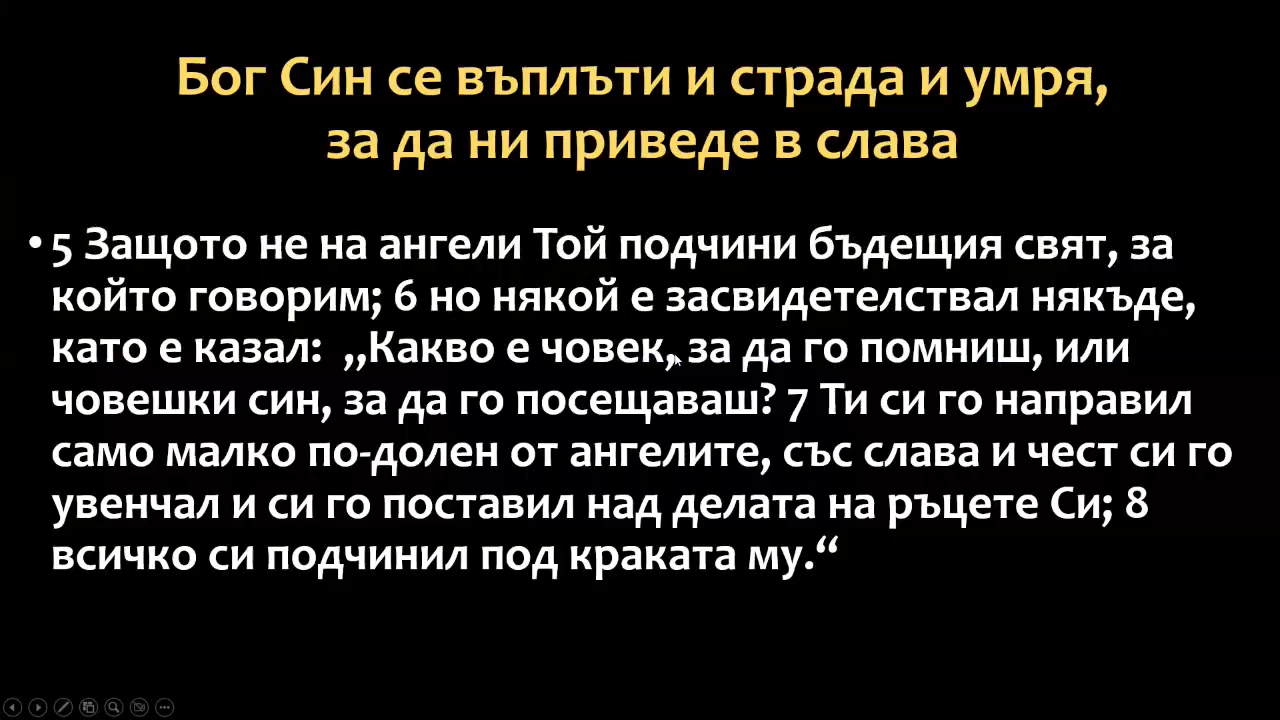 Бог Син се въплъти и страда и умря,
за да ни приведе в слава
• 5 Защото не на ангели Той подчини бъдещия свят, за
който говорим; 6 но някой е засвидетелствал някъде,
като е казал:  ,,Какво е човек, за да го помниш, или
човешки син, за да го посещаваш? 7 Ти си го направил
само малко по-долен от ангелите, със слава и чест си го
увенчал и си го поставил над делата на ръцете Си; 8
всичко си подчинил под краката му.“